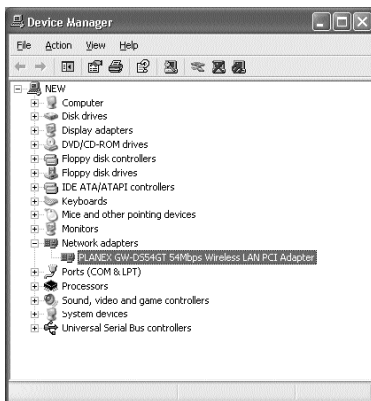 Device Manager
File Action View Help
NEW
Computer
Disk drives
Display adapters
DVD/CD-ROM drives
Floppy disk controllers
Floppy disk drives
IDE ATA/ATAPI controllers
Keyboards
Mice and other pointing devices
Monitors
Network adapters
PLANEX GW-DS54GT 54Mbps Wireless LAN PCI Adapter
Ports (COM & LPT)
Processors
Sound, video and game controllers
System devices
Universal Serial Bus controllers